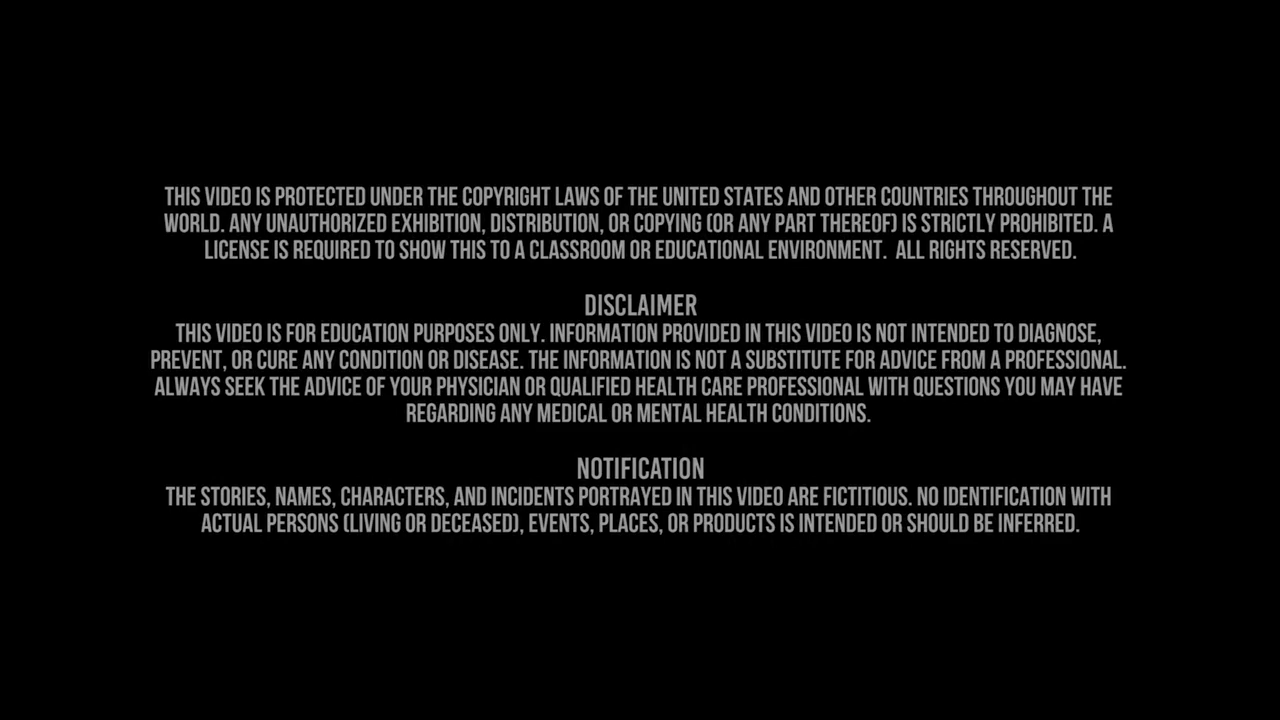 THIS VIDEO IS PROTECTED UNDER THE COPYRIGHT LAWS OF THE UNITED STATES AND OTHER COUNTRIES THROUGHOUT THE
WORLD. ANY UNAUTHORIZED EXHIBITION, DISTRIBUTION, OR COPYING (OR ANY PART THEREOF) IS STRICTLY PROHIBITED. A
LICENSE IS REQUIRED TO SHOW THIS TO A CLASSROOM OR EDUCATIONAL ENVIRONMENT.  ALL RIGHTS RESERVED.
DISCLAIMER
THIS VIDEO IS FOR EDUCATION PURPOSES ONLY. INFORMATION PROVIDED IN THIS VIDEO IS NOT INTENDED TO DIAGNOSE,
PREVENT, OR CURE ANY CONDITION OR DISEASE. THE INFORMATION IS NOT A SUBSTITUTE FOR ADVICE FROM A PROFESSIONAL.
ALWAYS SEEK THE ADVICE OF YOUR PHYSICIAN OR QUALIFIED HEALTH CARE PROFESSIONAL WITH QUESTIONS YOU MAY HAVE
REGARDING ANY MEDICAL OR MENTAL HEALTH CONDITIONS.
NOTIFICATION
THE STORIES, NAMES, CHARACTERS, AND INCIDENTS PORTRAYED IN THIS VIDEO ARE FICTITIOUS. NO IDENTIFICATION WITH
ACTUAL PERSONS (LIVING OR DECEASED), EVENTS, PLACES, OR PRODUCTS IS INTENDED OR SHOULD BE INFERRED.